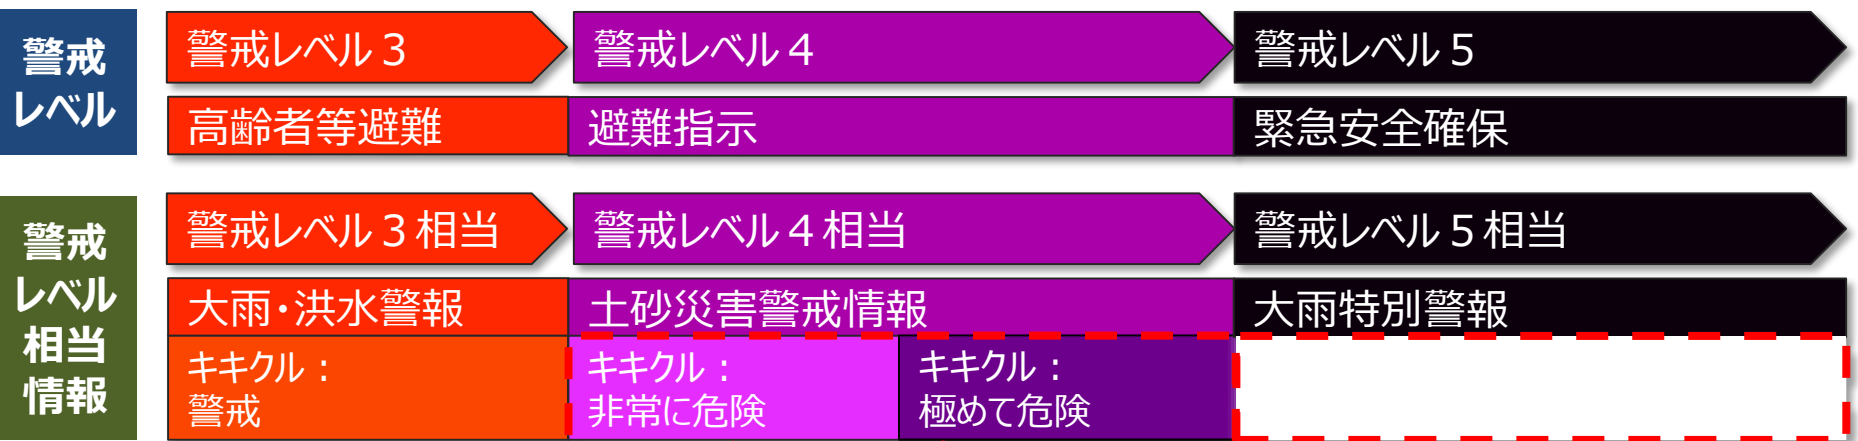 警戒
レベル
警戒レベル３
警戒レベル４
警戒レベル５
高齢者等避難
避難指示
緊急安全確保
警戒
レベル
相当
情報
警戒レベル３相当
警戒レベル４相当
警戒レベル５相当
大雨・洪水警報
土砂災害警戒情報
大雨特別警報
キキクル：
警戒
キキクル：
非常に危険
キキクル：
極めて危険